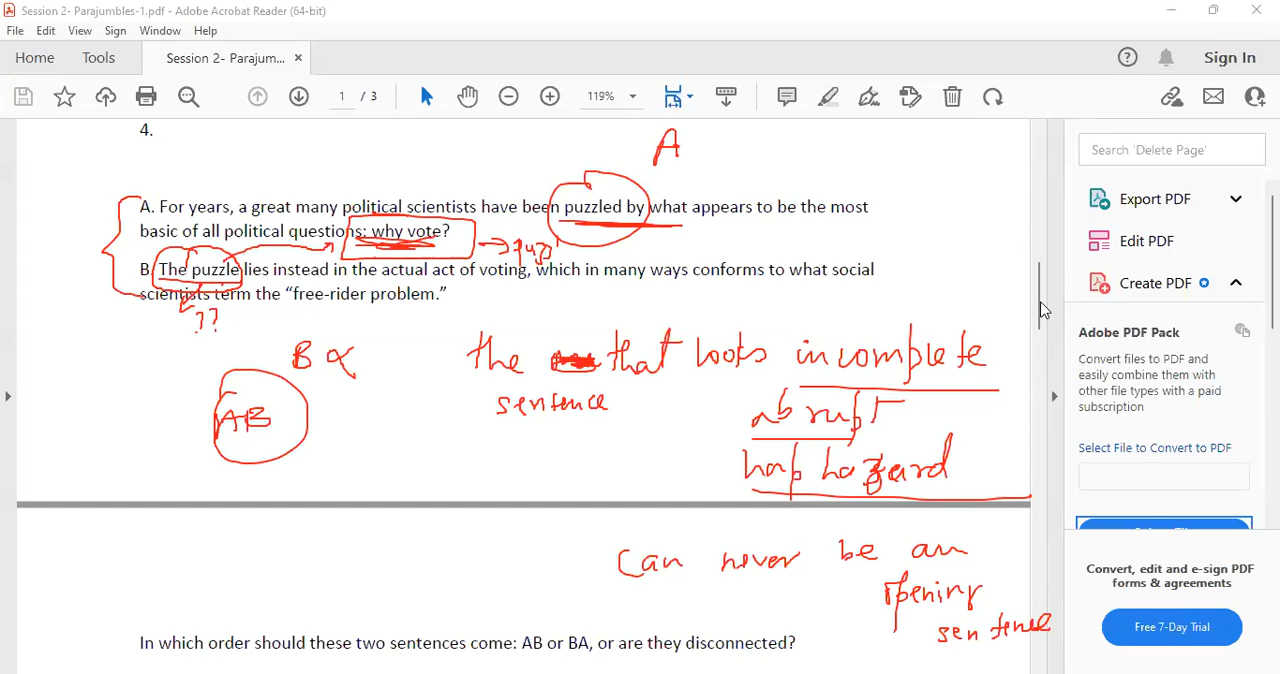 Session 2- Parajumbles-1.pdf - Adobe Acrobat Reader (64-bit)
File Edit View Sign Window Help
Home Tools Session 2- Parajum... × Sign In
1 / 3 119%
4.
A
A. For years, a great many political scientists have been puzzled by what appears to be the most
basic of all political questions: why vote?
B. The puzzle lies instead in the actual act of voting, which in many ways conforms to what social
scientists term the “free-rider problem.”
??
B the that looks incomplete
sentence
AB
abrupt
hap hazard
Can never be an
opening
sentence
In which order should these two sentences come: AB or BA, or are they disconnected?
Search 'Delete Page'
Export PDF
Edit PDF
Create PDF
Adobe PDF Pack
Convert files to PDF and
easily combine them with
other file types with a paid
subscription
Select File to Convert to PDF
Convert, edit and e-sign PDF
forms & agreements
Free 7-Day Trial